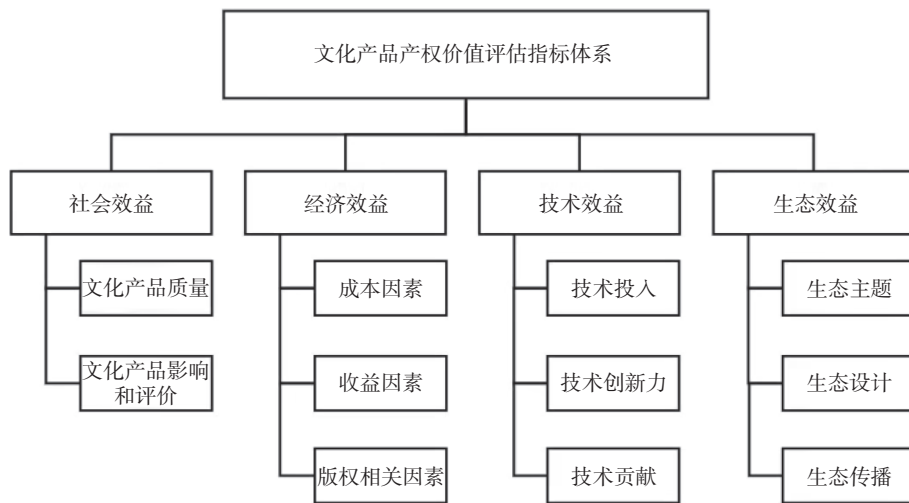 文化产品产权价值评估指标体系
社会效益
文化产品质量
文化产品影响
和评价
经济效益
成本因素
收益因素
版权相关因素
技术效益
技术投入
技术创新力
技术贡献
生态效益
生态主题
生态设计
生态传播